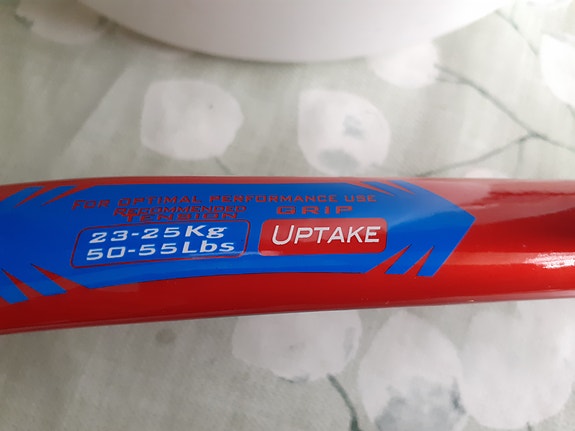 FOR OPTIMAL PERFORMANCE USE
RECOMMENDED TENSION GRIP
23-25Kg
50-55Lbs
UPTAKE